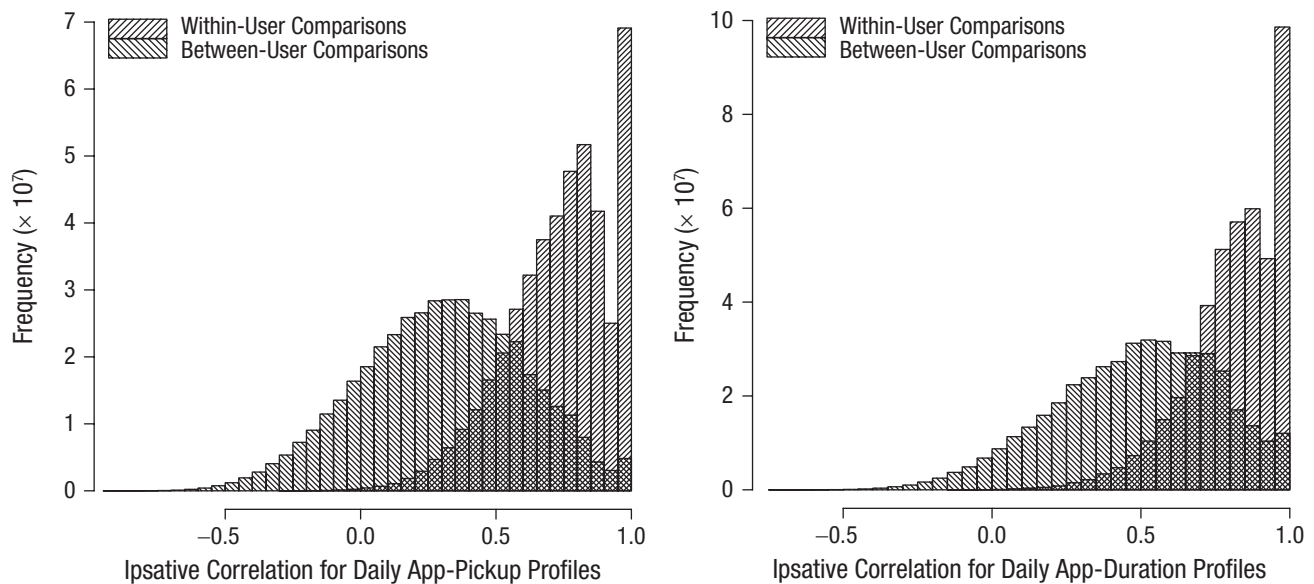 Within-User Comparisons
Between-User Comparisons
Frequency (× 10⁷)
7
6
5
4
3
2
1
0
−0.5
0.0
0.5
1.0
Ipsative Correlation for Daily App-Pickup Profiles
Within-User Comparisons
Between-User Comparisons
Frequency (× 10⁷)
10
8
6
4
2
0
−0.5
0.0
0.5
1.0
Ipsative Correlation for Daily App-Duration Profiles